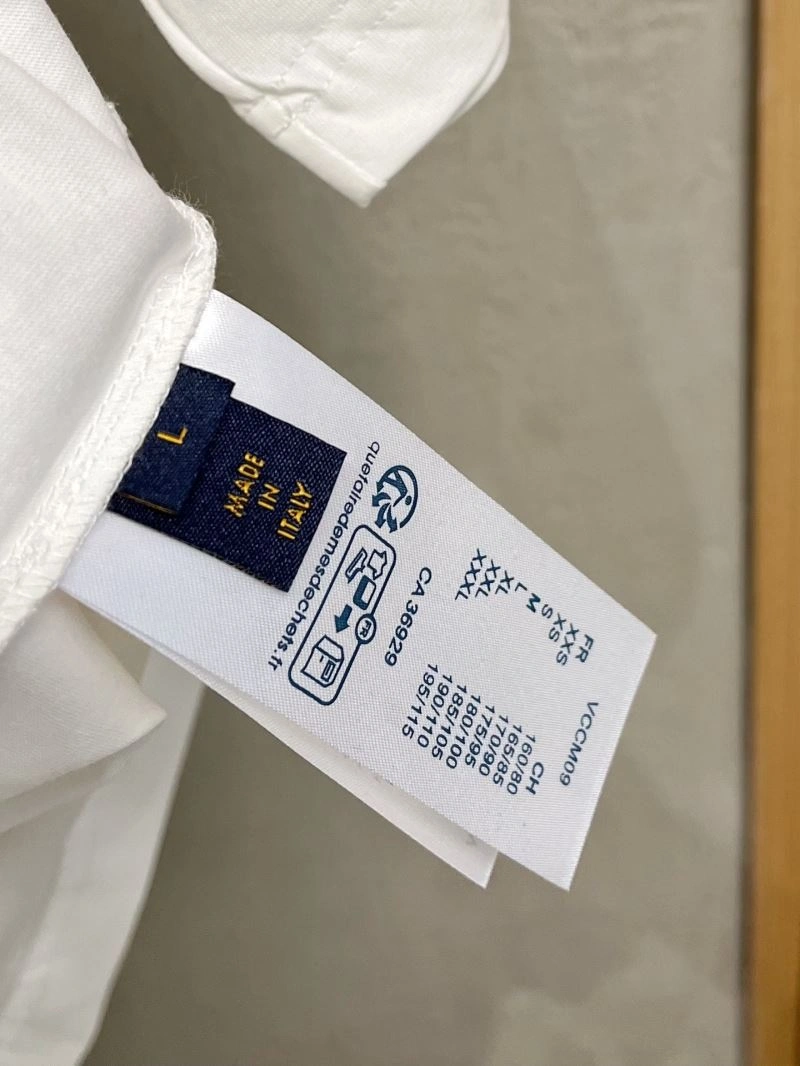 L
MADE
IN
ITALY
VCCM09
FR CH
XXS 160/80
XS 165/85
S 170/90
M 175/95
L 180/100
XL 185/105
XXL 190/110
XXXL 195/115
CA 36929
FR
quefairedemesdechets.fr